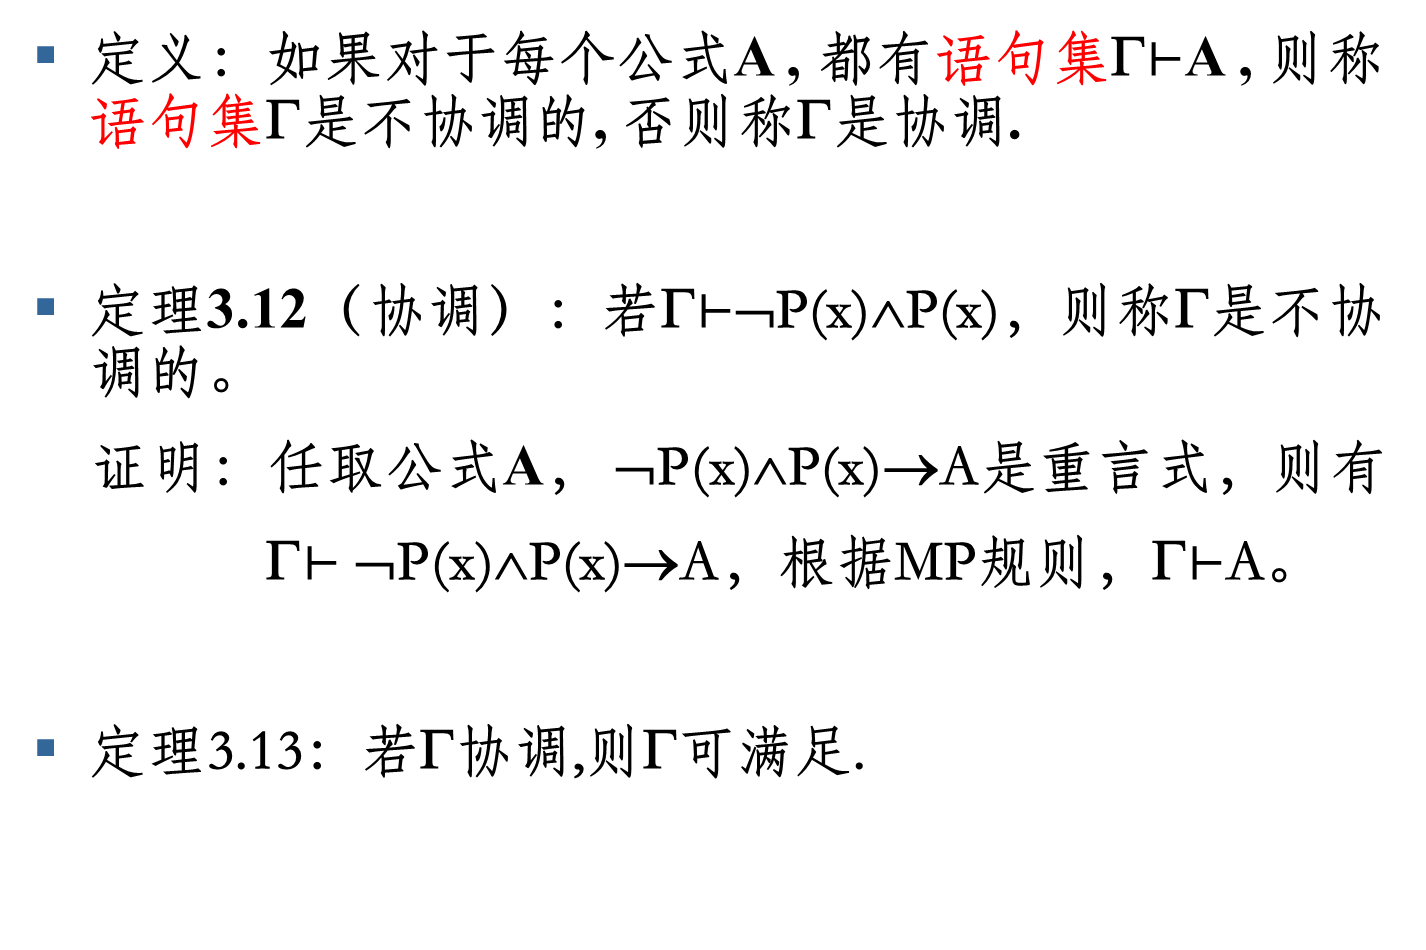 ▪ 定义：如果对于每个公式A,都有语句集Γ⊢A,则称
语句集Γ是不协调的,否则称Γ是协调.
▪ 定理3.12（协调）：若Γ⊢¬P(x)∧P(x)，则称Γ是不协
调的。
证明：任取公式A，¬P(x)∧P(x)→A是重言式，则有
Γ⊢ ¬P(x)∧P(x)→A，根据MP规则，Γ⊢A。
▪ 定理3.13：若Γ协调,则Γ可满足.